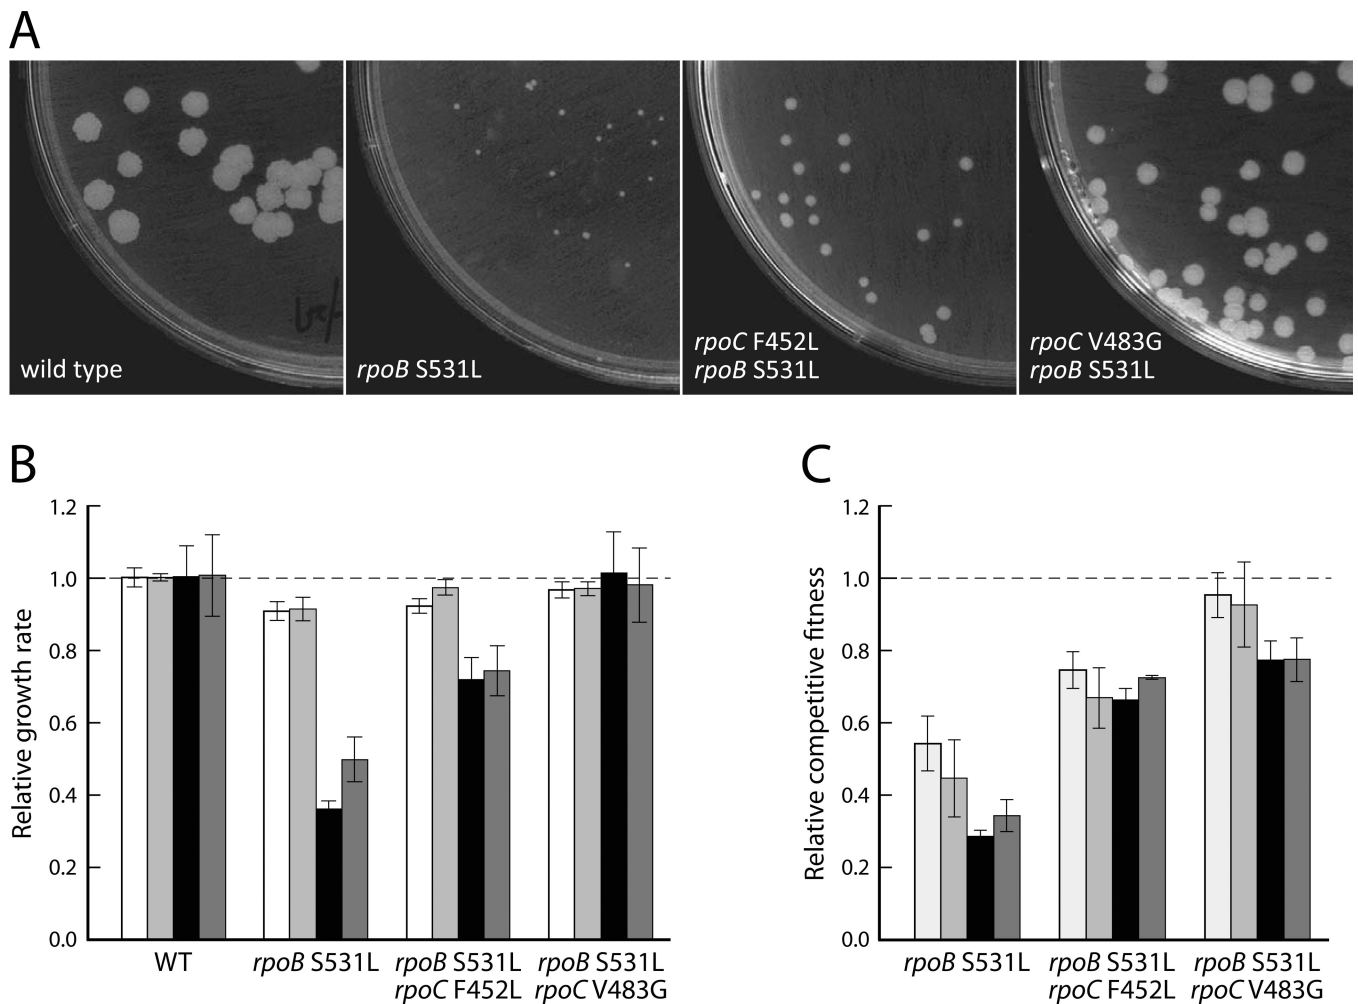 A
wild type
rpoB S531L
rpoC F452L
rpoB S531L
rpoC V483G
rpoB S531L
B
Relative growth rate
1.2
1.0
0.8
0.6
0.4
0.2
0.0
WT
rpoB S531L
rpoB S531L
rpoC F452L
rpoB S531L
rpoC V483G
C
Relative competitive fitness
1.2
1.0
0.8
0.6
0.4
0.2
0.0
rpoB S531L
rpoB S531L
rpoC F452L
rpoB S531L
rpoC V483G